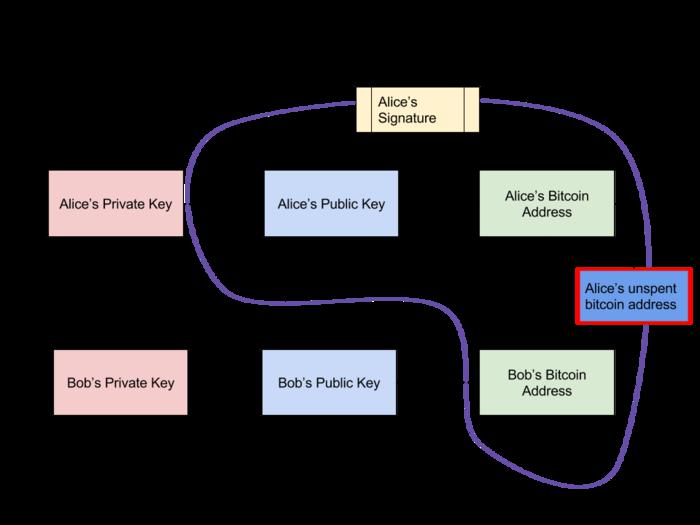 Alice's
Signature
Alice's Private Key
Alice's Public Key
Alice's Bitcoin
Address
Alice's unspent
bitcoin address
Bob's Private Key
Bob's Public Key
Bob's Bitcoin
Address